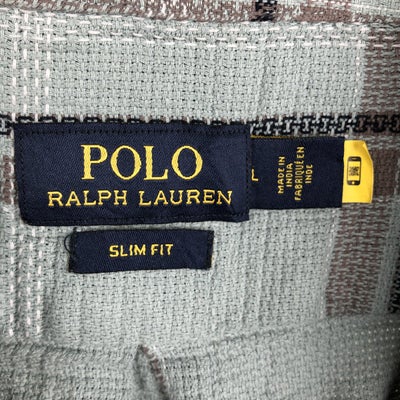 POLO
RALPH LAUREN
SLIM FIT
L
MADE IN
INDIA
FABRIQUÉ EN
INDE